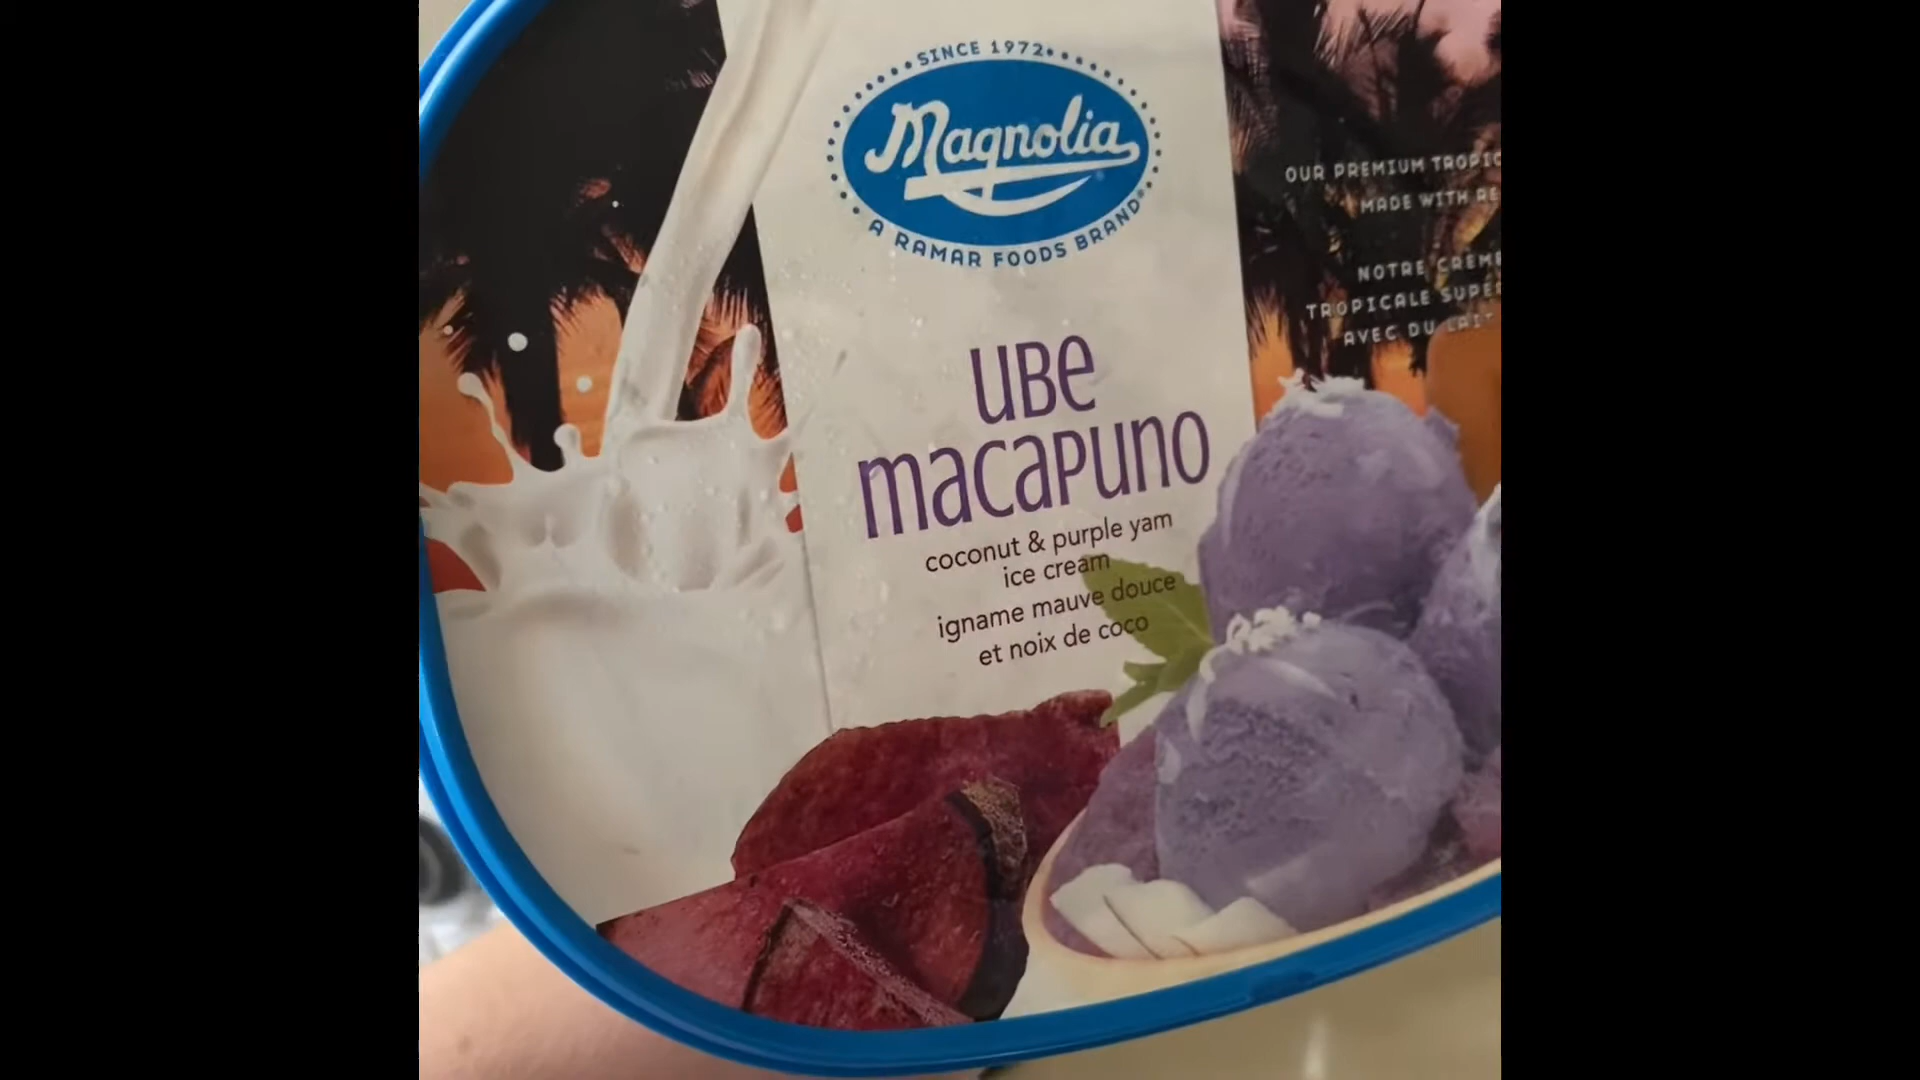 SINCE 1972
Magnolia
A RAMAR FOODS BRAND
UBE
MACAPUNO
coconut & purple yam
ice cream
igname mauve douce
et noix de coco
OUR PREMIUM
MADE WITH
NOTRE
TROPICALE
AVEC DU LAIT